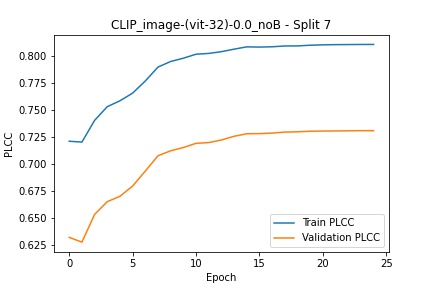 CLIP_image-(vit-32)-0.0_noB - Split 7
PLCC
0.800
0.775
0.750
0.725
0.700
0.675
0.650
0.625
0 5 10 15 20 25
Epoch
Train PLCC
Validation PLCC